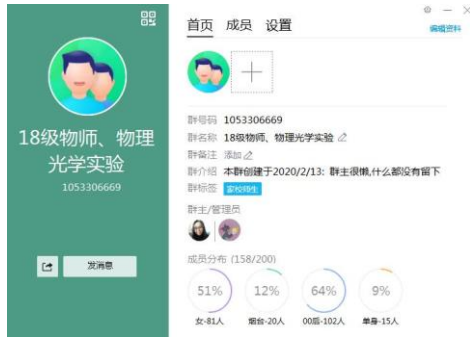 18级物师、物理
光学实验
1053306669
发消息
首页 成员 设置
编辑资料
群号码 1053306669
群名称 18级物师、物理光学实验
群备注 添加
群介绍 本群创建于2020/2/13: 群主很懒,什么都没有留下
群标签 家校师生
群主/管理员
成员分布 (158/200)
51% 12% 64% 9%
女-81人 烟台-20人 00后-102人 单身-15人